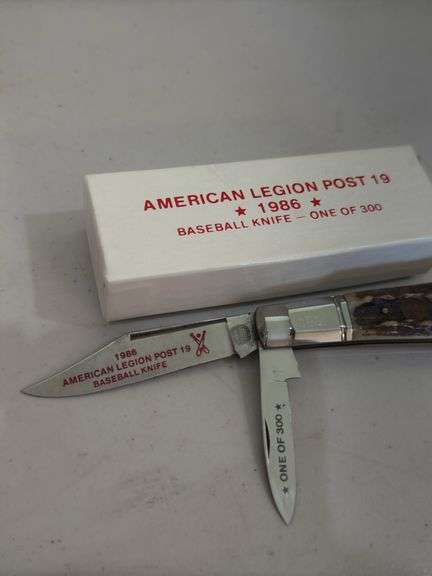 AMERICAN LEGION POST 19
★ 1986 ★
BASEBALL KNIFE – ONE OF 300
1986
AMERICAN LEGION POST 19
BASEBALL KNIFE
★ ONE OF 300 ★